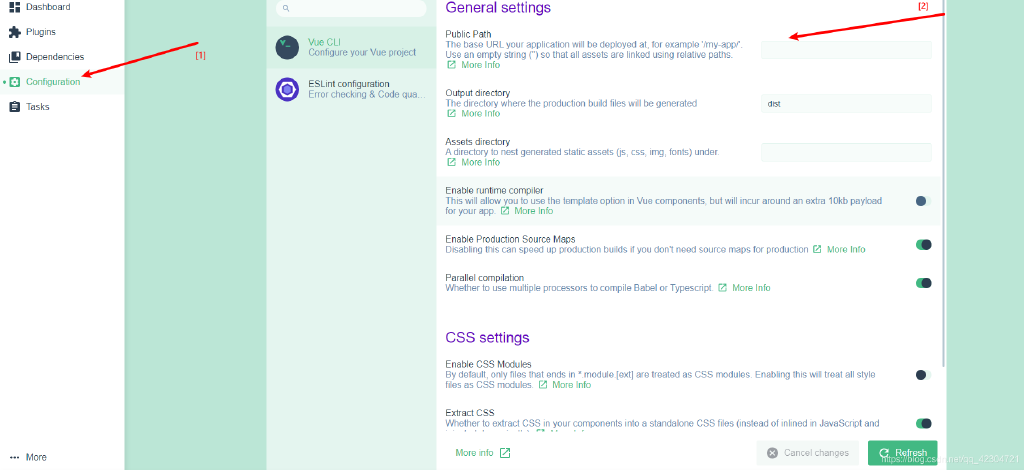 Dashboard
Plugins
Dependencies
Configuration
Tasks
More
[1]
Vue CLI
Configure your Vue project
ESLint configuration
Error checking & Code qua...
General settings
[2]
Public Path
The base URL your application will be deployed at, for example '/my-app/'.
Use an empty string ('') so that all assets are linked using relative paths.
More Info
Output directory
The directory where the production build files will be generated
More Info
dist
Assets directory
A directory to nest generated static assets (js, css, img, fonts) under.
More Info
Enable runtime compiler
This will allow you to use the template option in Vue components, but will incur around an extra 10kb payload
for your app. More Info
Enable Production Source Maps
Disabling this can speed up production builds if you don't need source maps for production More Info
Parallel compilation
Whether to use multiple processors to compile Babel or Typescript. More Info
CSS settings
Enable CSS Modules
By default, only files that ends in *.module.[ext] are treated as CSS modules. Enabling this will treat all style
files as CSS modules. More Info
Extract CSS
Whether to extract CSS in your components into a standalone CSS files (instead of inlined in JavaScript and
More info
Cancel changes
Refresh
https://blog.csdn.net/qq_42304721